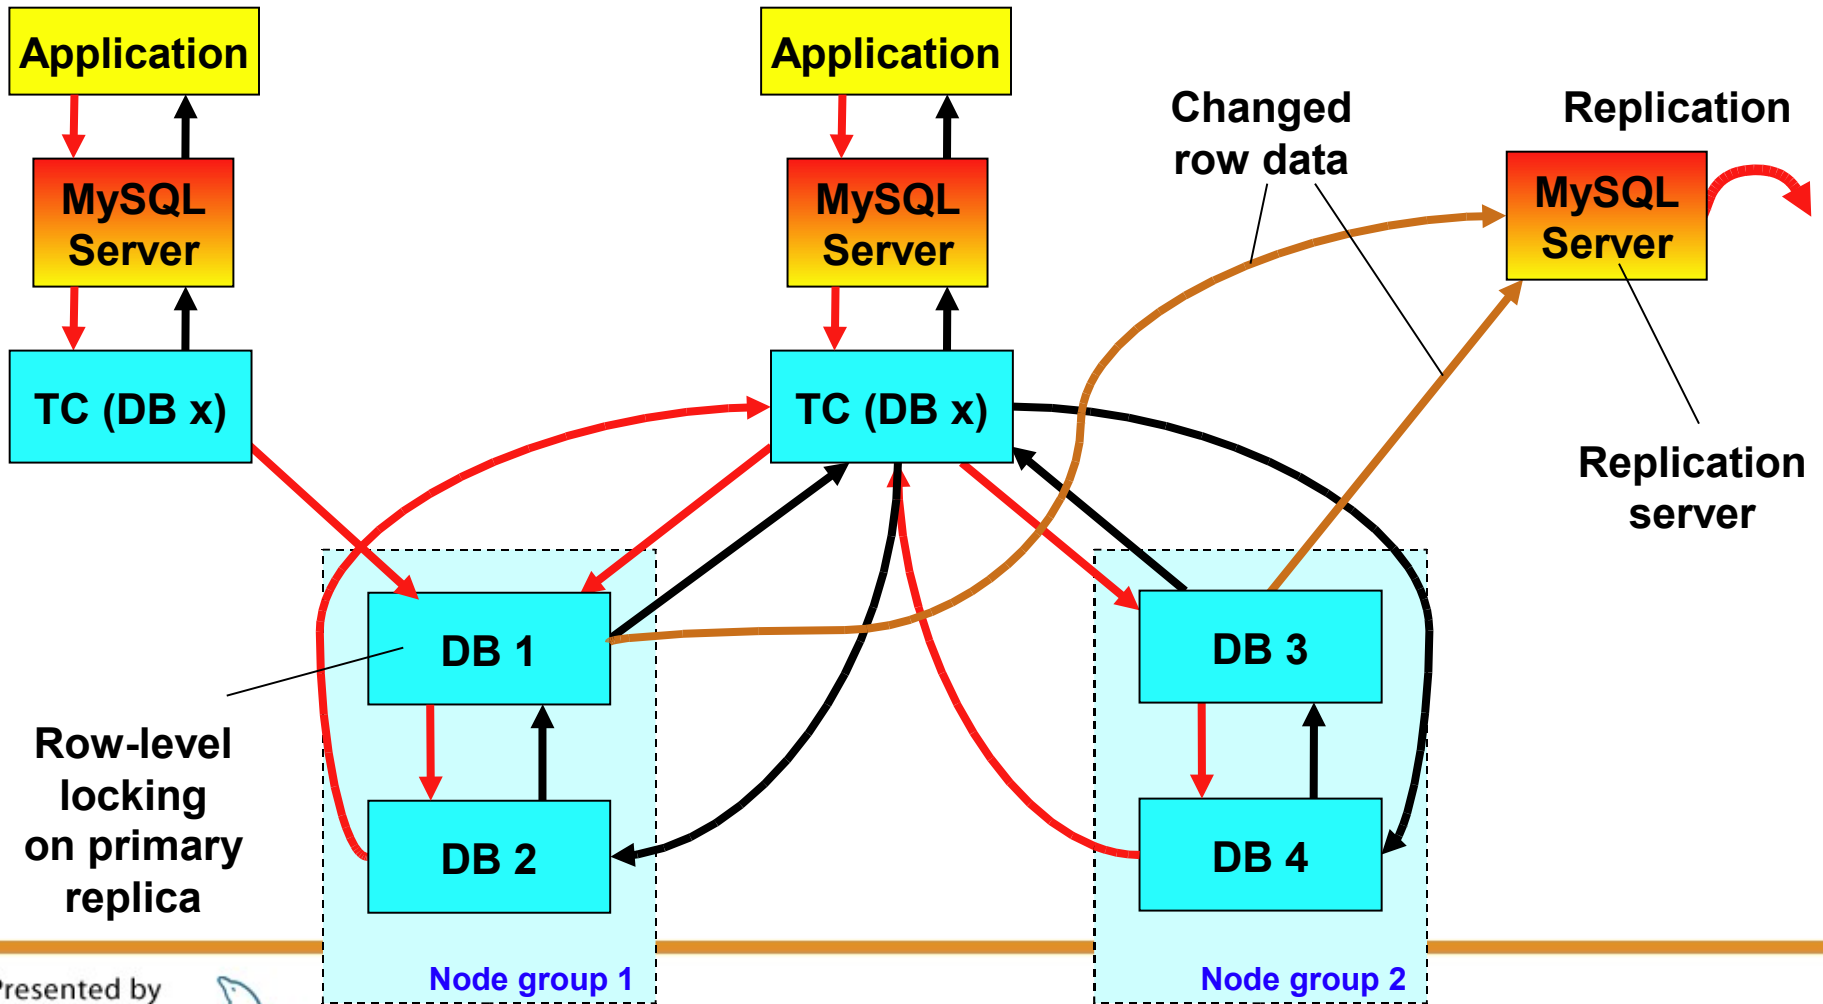 Application
Application
Changed
row data
Replication
MySQL
Server
MySQL
Server
MySQL
Server
TC (DB x)
TC (DB x)
Replication
server
DB 1
DB 3
Row-level
locking
on primary
replica
DB 2
DB 4
Node group 1
Node group 2
Presented by